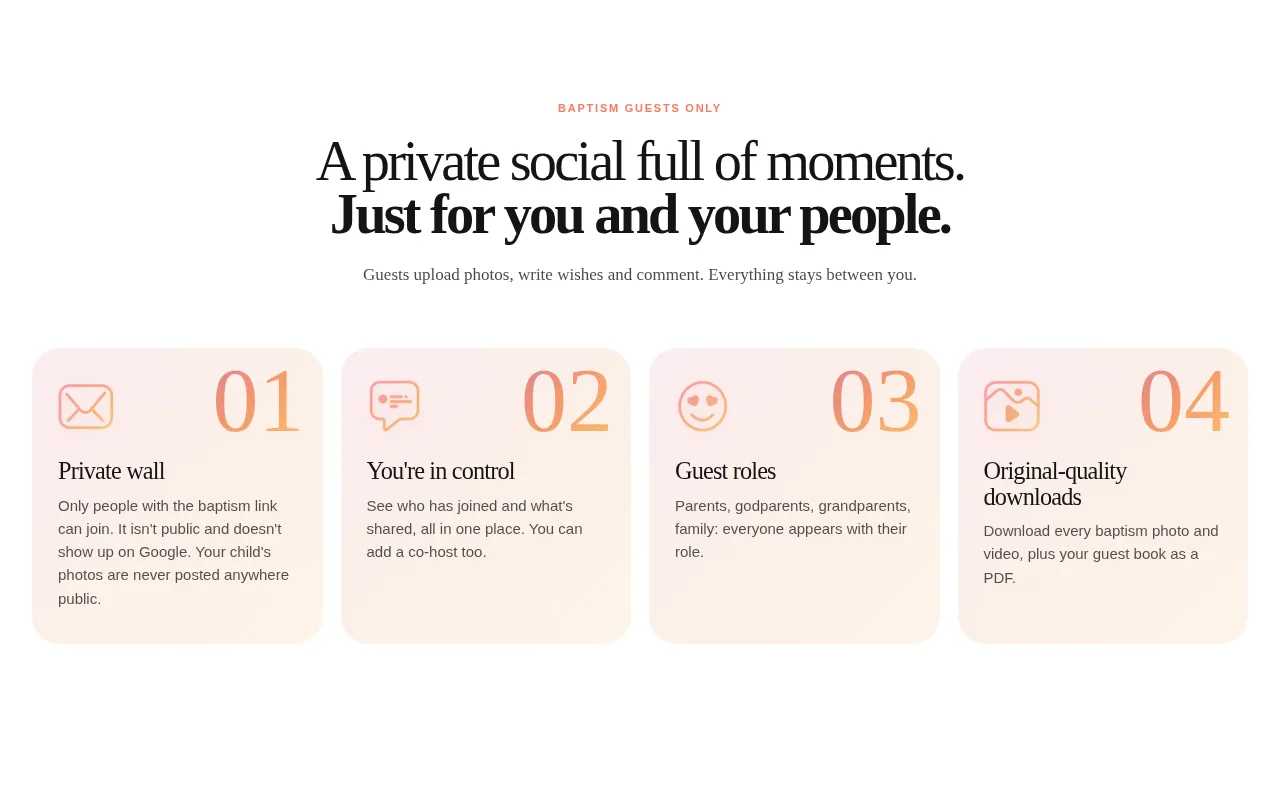 BAPTISM GUESTS ONLY
A private social full of moments.
Just for you and your people.
Guests upload photos, write wishes and comment. Everything stays between you.
01
Private wall
Only people with the baptism link
can join. It isn't public and doesn't
show up on Google. Your child's
photos are never posted anywhere
public.
02
You're in control
See who has joined and what's
shared, all in one place. You can
add a co-host too.
03
Guest roles
Parents, godparents, grandparents,
family: everyone appears with their
role.
04
Original-quality
downloads
Download every baptism photo and
video, plus your guest book as a
PDF.